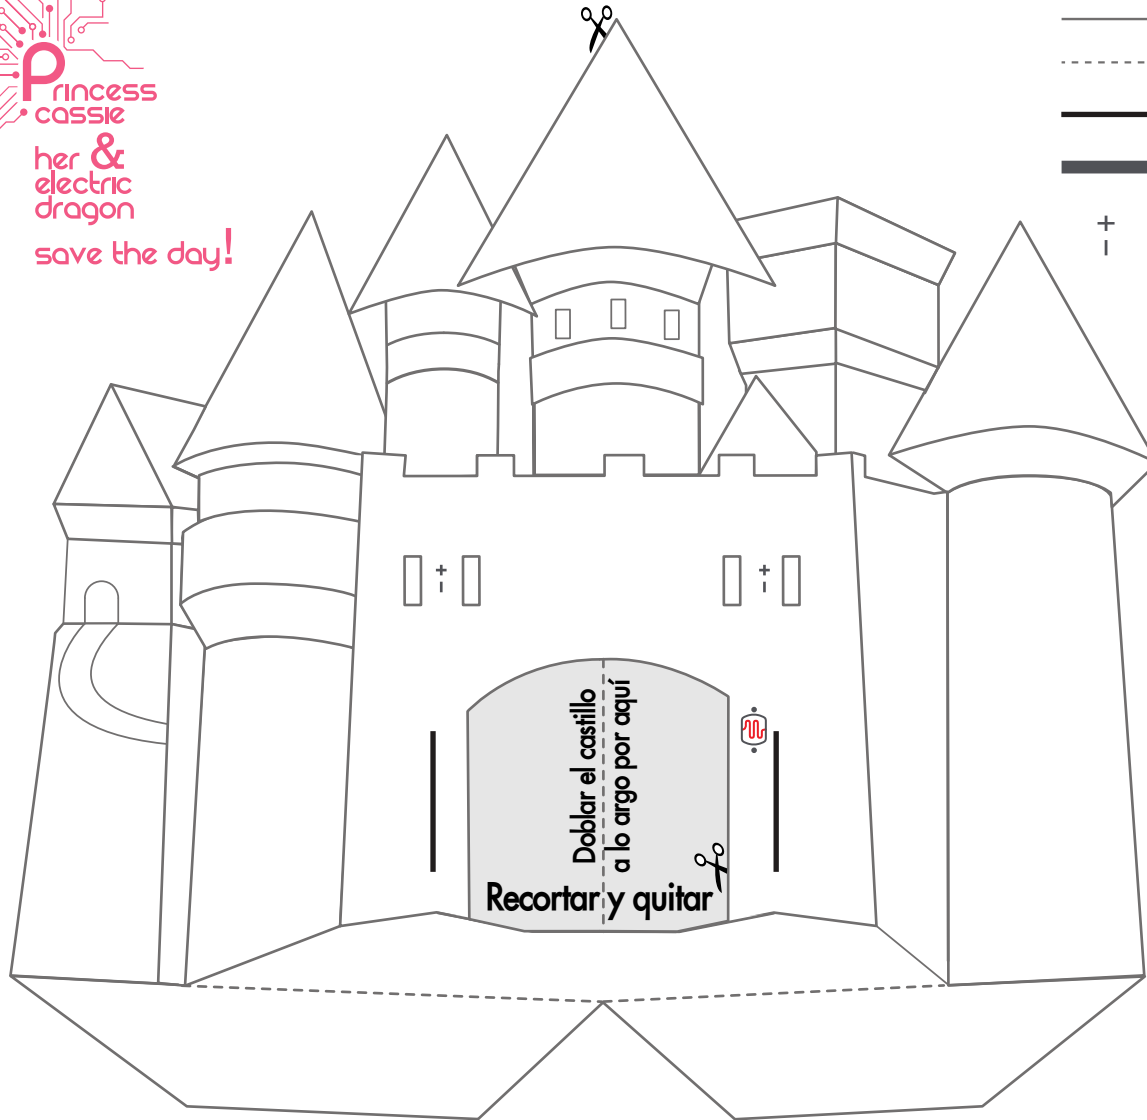 Princess
cassie
& her
electric
dragon
save the day!
+
-
+
-
+
-
Doblar el castillo
a lo argo por aquí
Recortar y quitar